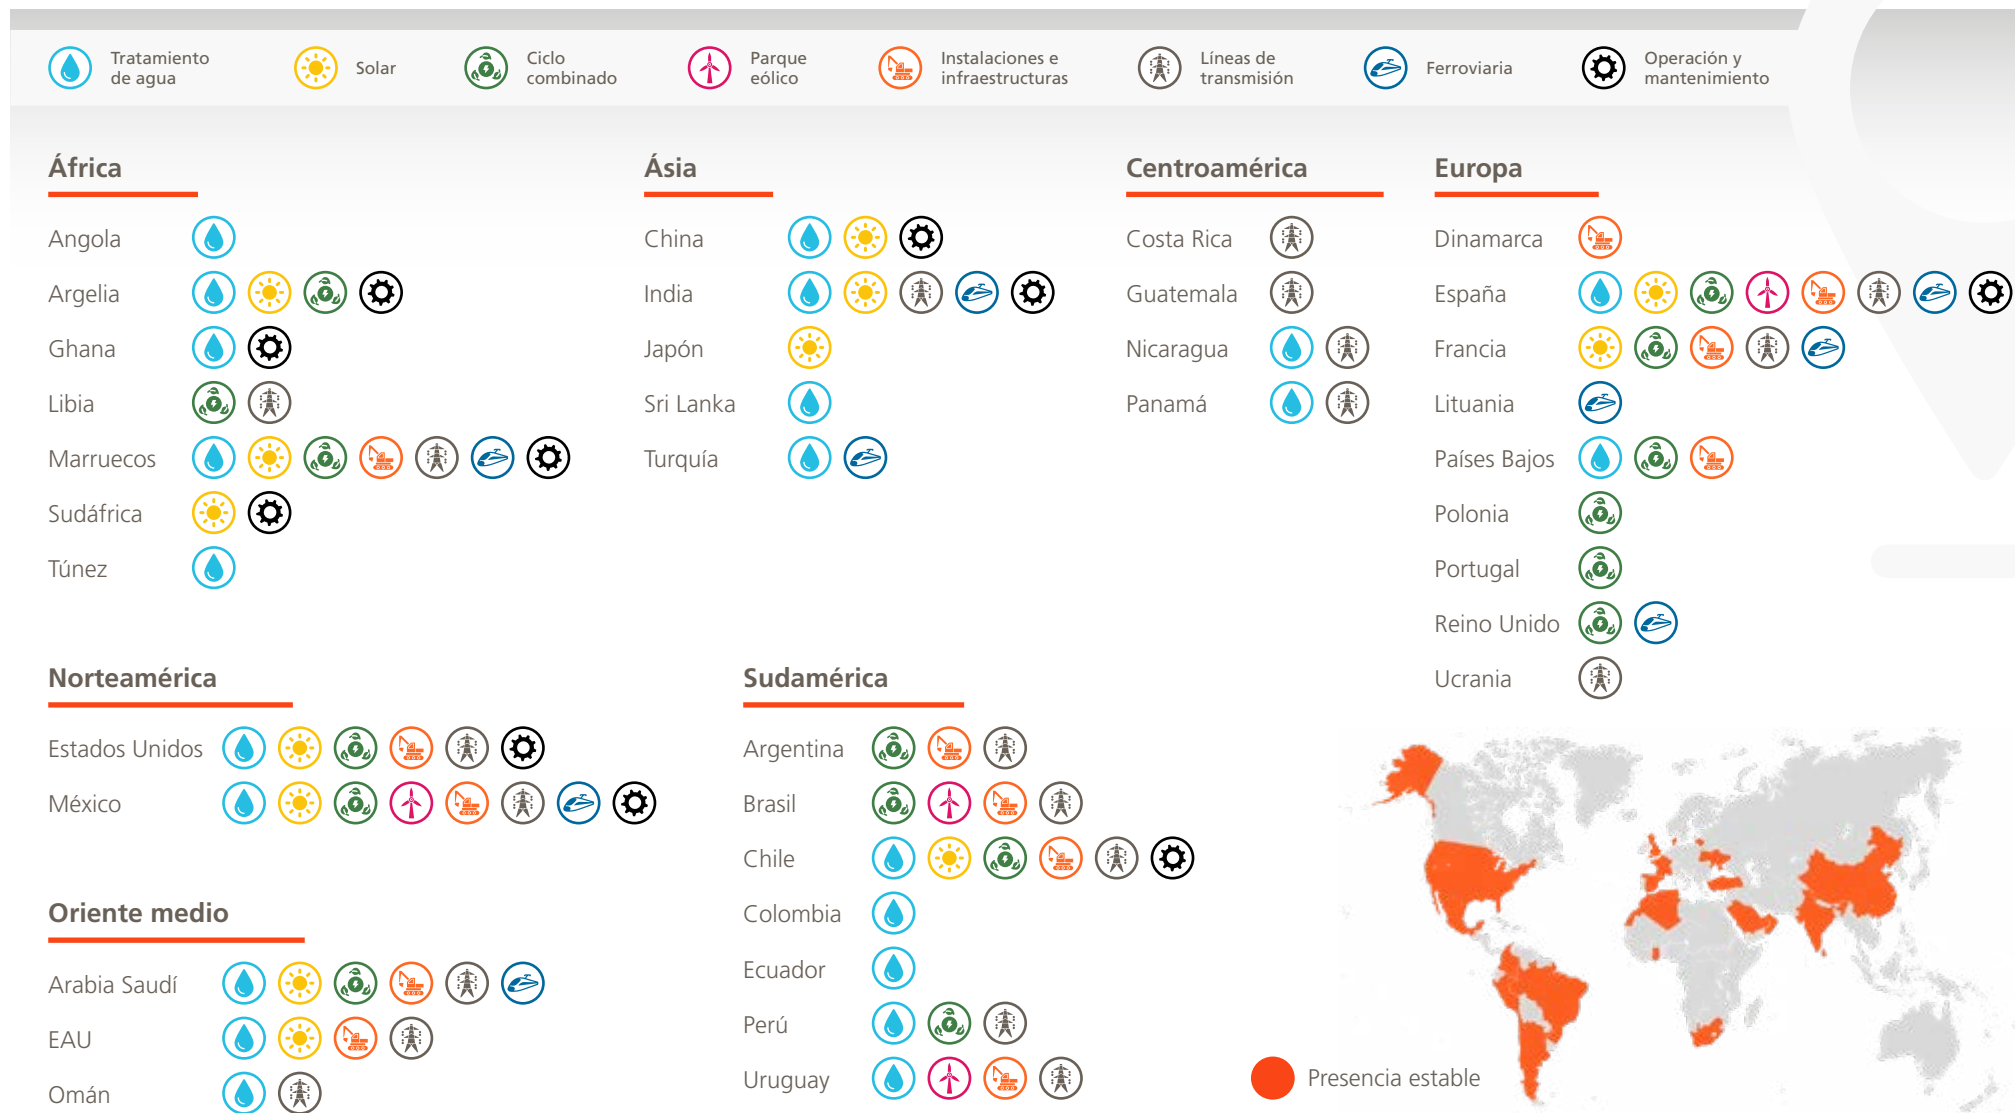 Tratamiento
de agua
Solar
Ciclo
combinado
Parque
eólico
Instalaciones e
infraestructuras
Líneas de
transmisión
Ferroviaria
Operación y
mantenimiento
África
Angola
Argelia
Ghana
Libia
Marruecos
Sudáfrica
Túnez
Ásia
China
India
Japón
Sri Lanka
Turquía
Centroamérica
Costa Rica
Guatemala
Nicaragua
Panamá
Europa
Dinamarca
España
Francia
Lituania
Países Bajos
Polonia
Portugal
Reino Unido
Ucrania
Norteamérica
Estados Unidos
México
Oriente medio
Arabia Saudí
EAU
Omán
Sudamérica
Argentina
Brasil
Chile
Colombia
Ecuador
Perú
Uruguay
Presencia estable